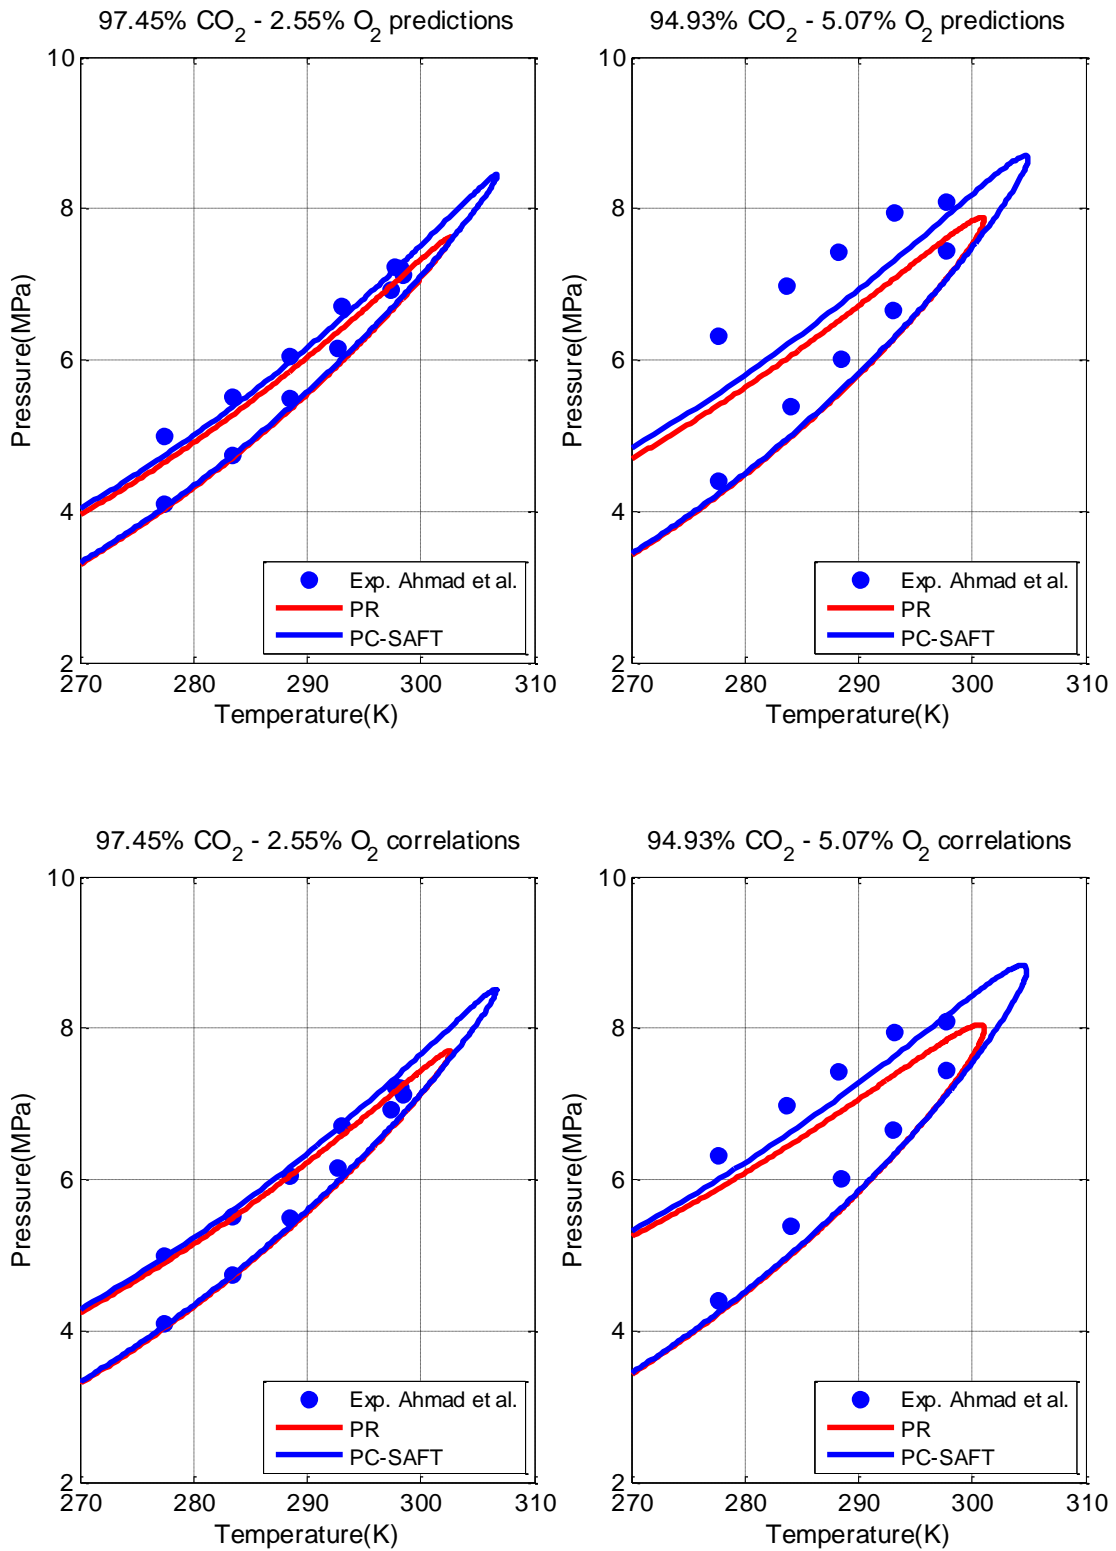 97.45% CO2 - 2.55% O2 predictions
10
8
6
4
2
Pressure(MPa)
270 280 290 300 310
Temperature(K)
Exp. Ahmad et al.
PR
PC-SAFT
94.93% CO2 - 5.07% O2 predictions
10
8
6
4
2
Pressure(MPa)
270 280 290 300 310
Temperature(K)
Exp. Ahmad et al.
PR
PC-SAFT
97.45% CO2 - 2.55% O2 correlations
10
8
6
4
2
Pressure(MPa)
270 280 290 300 310
Temperature(K)
Exp. Ahmad et al.
PR
PC-SAFT
94.93% CO2 - 5.07% O2 correlations
10
8
6
4
2
Pressure(MPa)
270 280 290 300 310
Temperature(K)
Exp. Ahmad et al.
PR
PC-SAFT